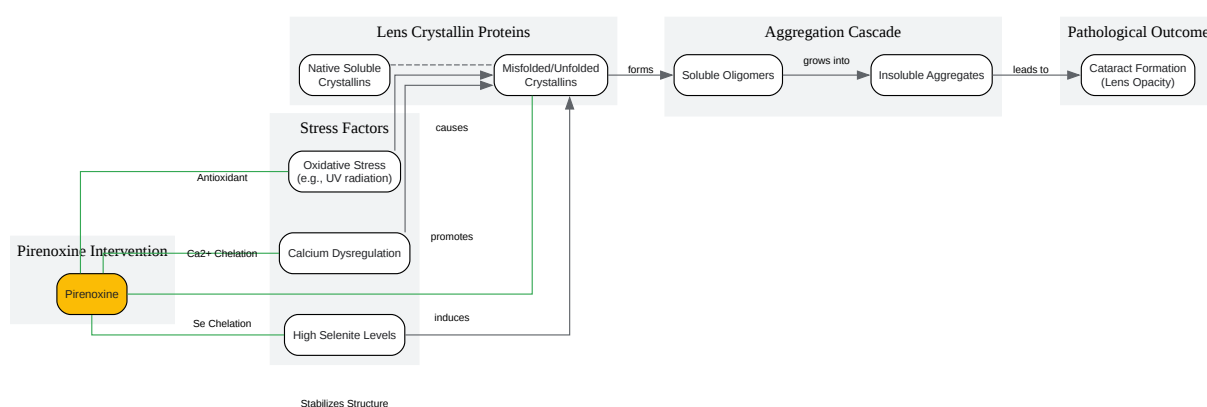 Lens Crystallin Proteins
Native Soluble
Crystallins
Misfolded/Unfolded
Crystallins
forms
Aggregation Cascade
Soluble Oligomers
grows into
Insoluble Aggregates
leads to
Pathological Outcome
Cataract Formation
(Lens Opacity)
Stress Factors
causes
Oxidative Stress
(e.g., UV radiation)
Antioxidant
promotes
Pirenoxine Intervention
Ca2+ Chelation
Calcium Dysregulation
Pirenoxine
Se Chelation
High Selenite Levels
induces
Stabilizes Structure